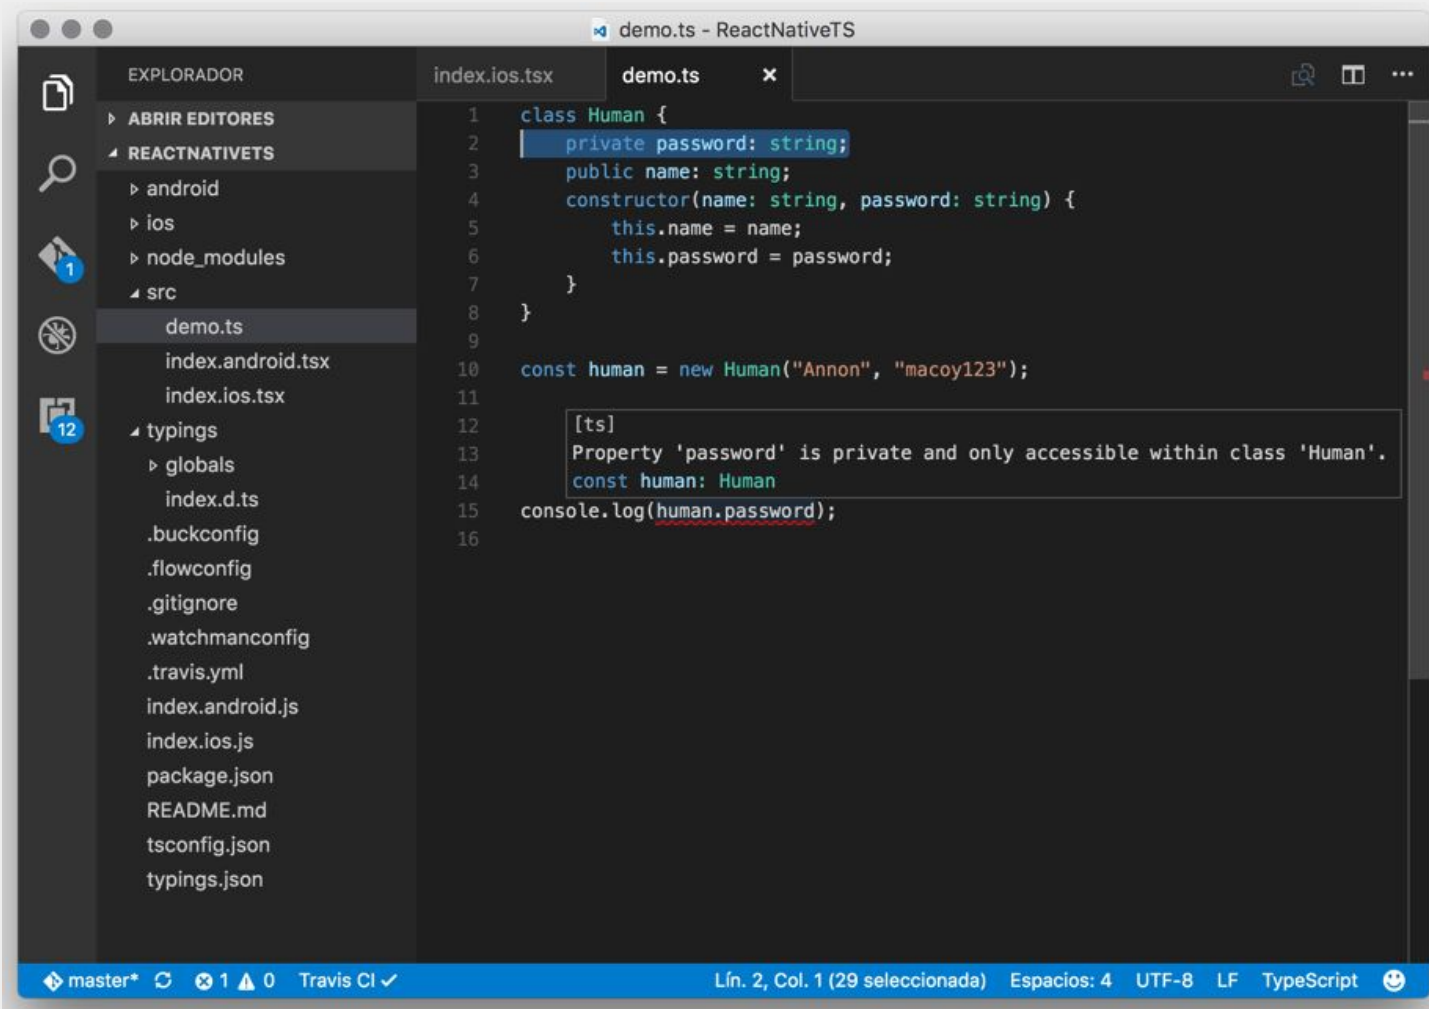 demo.ts - ReactNativeTS
EXPLORADOR
ABRIR EDITORES
REACTNATIVETS
android
ios
node_modules
src
demo.ts
index.android.tsx
index.ios.tsx
typings
globals
index.d.ts
.buckconfig
.flowconfig
.gitignore
.watchmanconfig
.travis.yml
index.android.js
index.ios.js
package.json
README.md
tsconfig.json
typings.json
1
12
index.ios.tsx demo.ts
1 class Human {
2 private password: string;
3 public name: string;
4 constructor(name: string, password: string) {
5 this.name = name;
6 this.password = password;
7 }
8 }
9
10 const human = new Human("Annon", "macoy123");
11
12 [ts]
13 Property 'password' is private and only accessible within class 'Human'.
14 const human: Human
15 console.log(human.password);
16
master* 1 0 Travis CI Lín. 2, Col. 1 (29 seleccionada) Espacios: 4 UTF-8 LF TypeScript